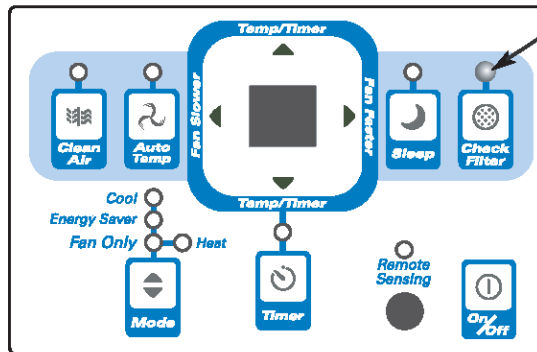 Temp/Timer
Fan Slower
Fan Faster
Clean
Air
Auto
Temp
Sleep
Check
Filter
Temp/Timer
Cool
Energy Saver
Fan Only
Heat
Mode
Timer
Remote
Sensing
On/Off